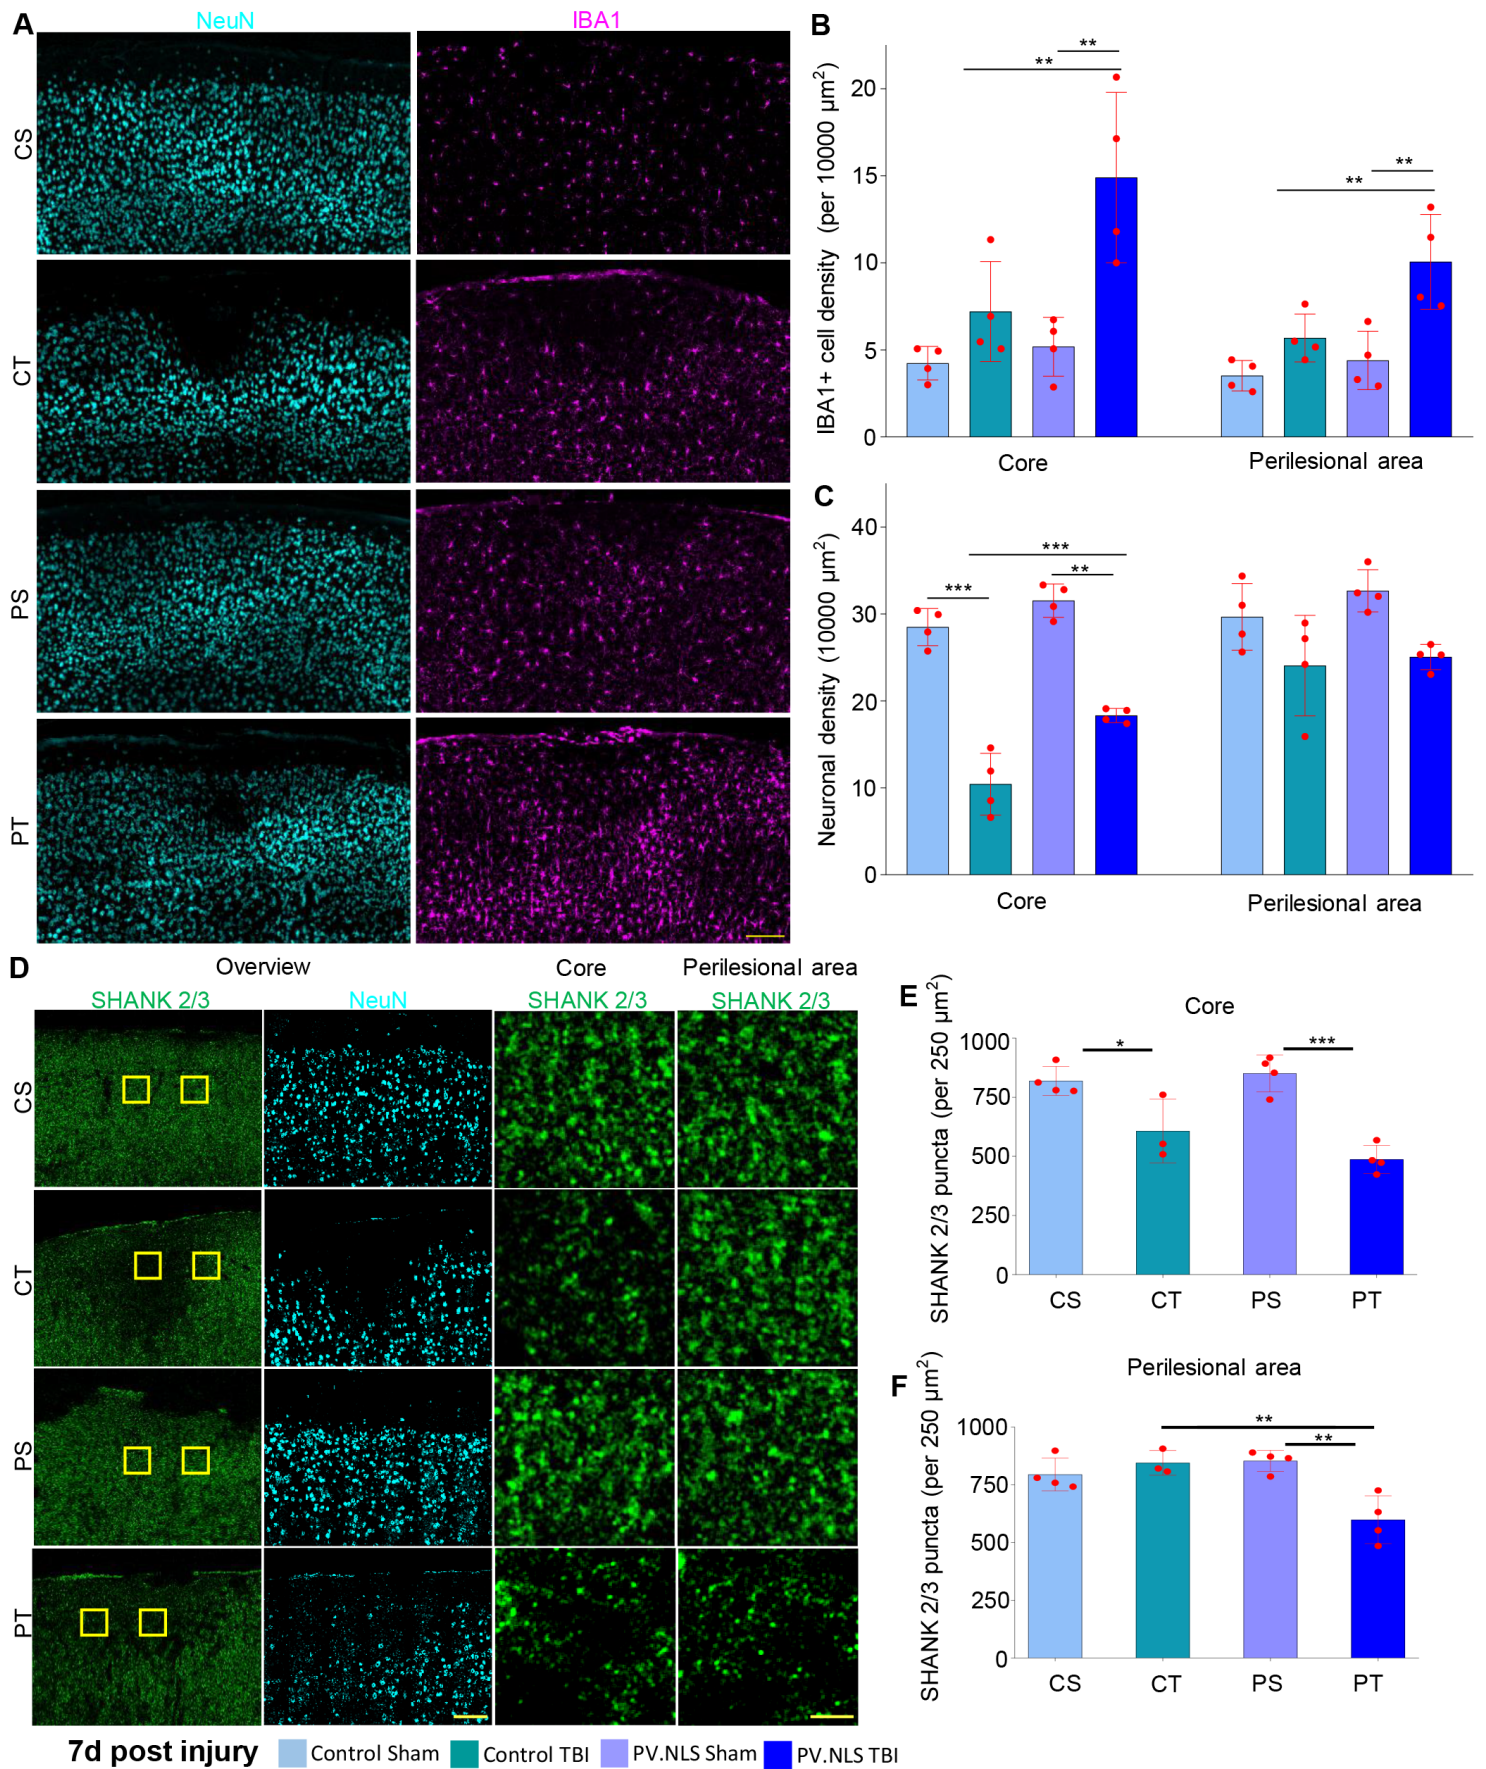 A
NeuN
IBA1
CS
CT
PS
PT
B
IBA1+ cell density (per 10000 µm²)
20
15
10
5
0
**
**
**
**
Core
Perilesional area
C
Neuronal density (10000 µm²)
40
30
20
10
0
***
***
**
Core
Perilesional area
D
Overview
Core
Perilesional area
SHANK 2/3
NeuN
SHANK 2/3
SHANK 2/3
CS
CT
PS
PT
E
Core
SHANK 2/3 puncta (per 250 µm²)
1000
750
500
250
0
*
***
CS
CT
PS
PT
F
Perilesional area
SHANK 2/3 puncta (per 250 µm²)
1000
750
500
250
0
**
**
CS
CT
PS
PT
7d post injury
Control Sham
Control TBI
PV.NLS Sham
PV.NLS TBI